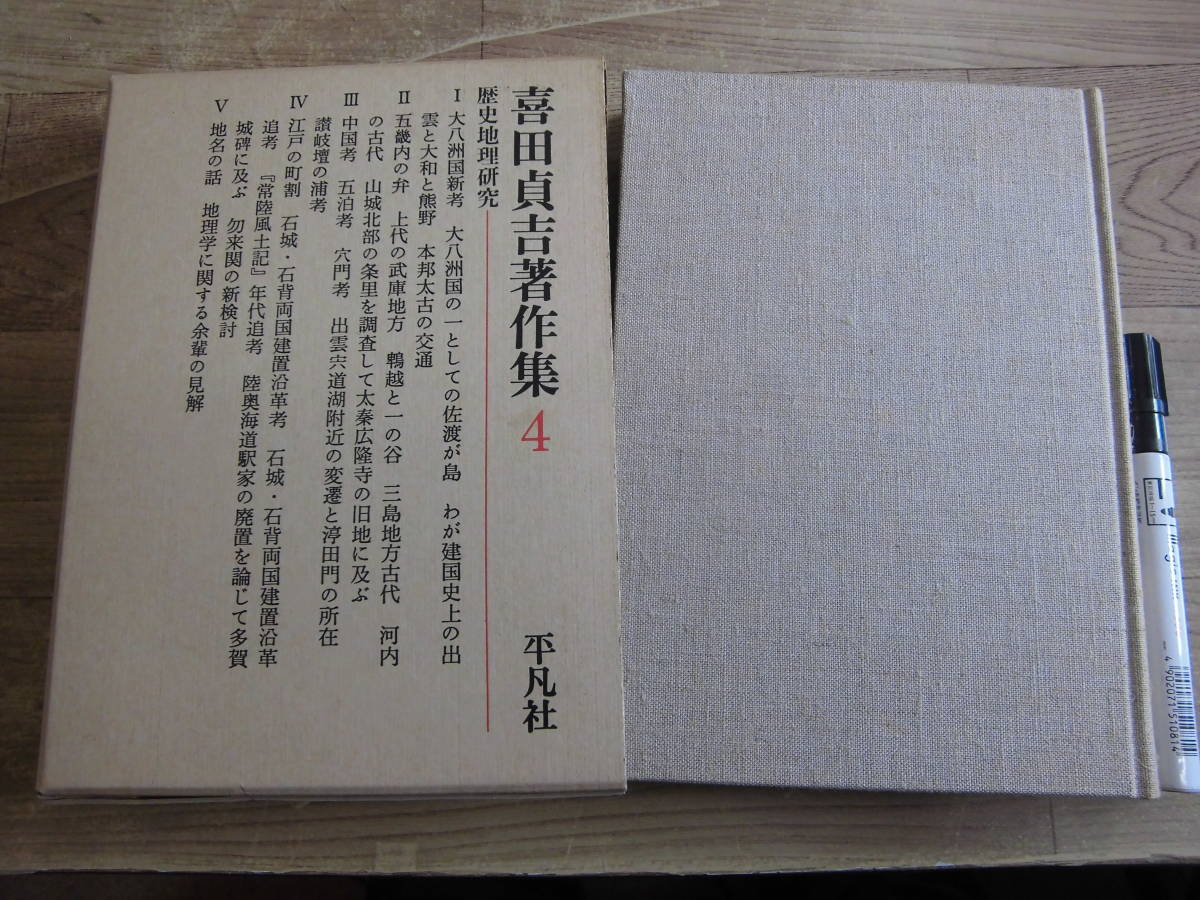 喜田貞吉著作集 4
平凡社
歴史地理研究
Ⅰ 大八洲国新考 大八洲国の一としての佐渡が島 わが建国史上の出
雲と大和と熊野 本邦太古の交通
Ⅱ 五畿内の弁 上代の武庫地方 鵯越と一の谷 三島地方古代 河内
の古代 山城北部の条里を調査して太秦広隆寺の旧地に及ぶ
Ⅲ 中国考 五泊考 穴門考 出雲宍道湖附近の変遷と渟田門の所在
讃岐壇の浦考
Ⅳ 江戸の町割 石城・石背両国建置沿革考 石城・石背両国建置沿革
追考 『常陸風土記』年代追考 陸奥海道駅家の廃置を論じて多賀
城碑に及ぶ 勿来関の新検討
Ⅴ 地名の話 地理学に関する余輩の見解
4 902071 510814